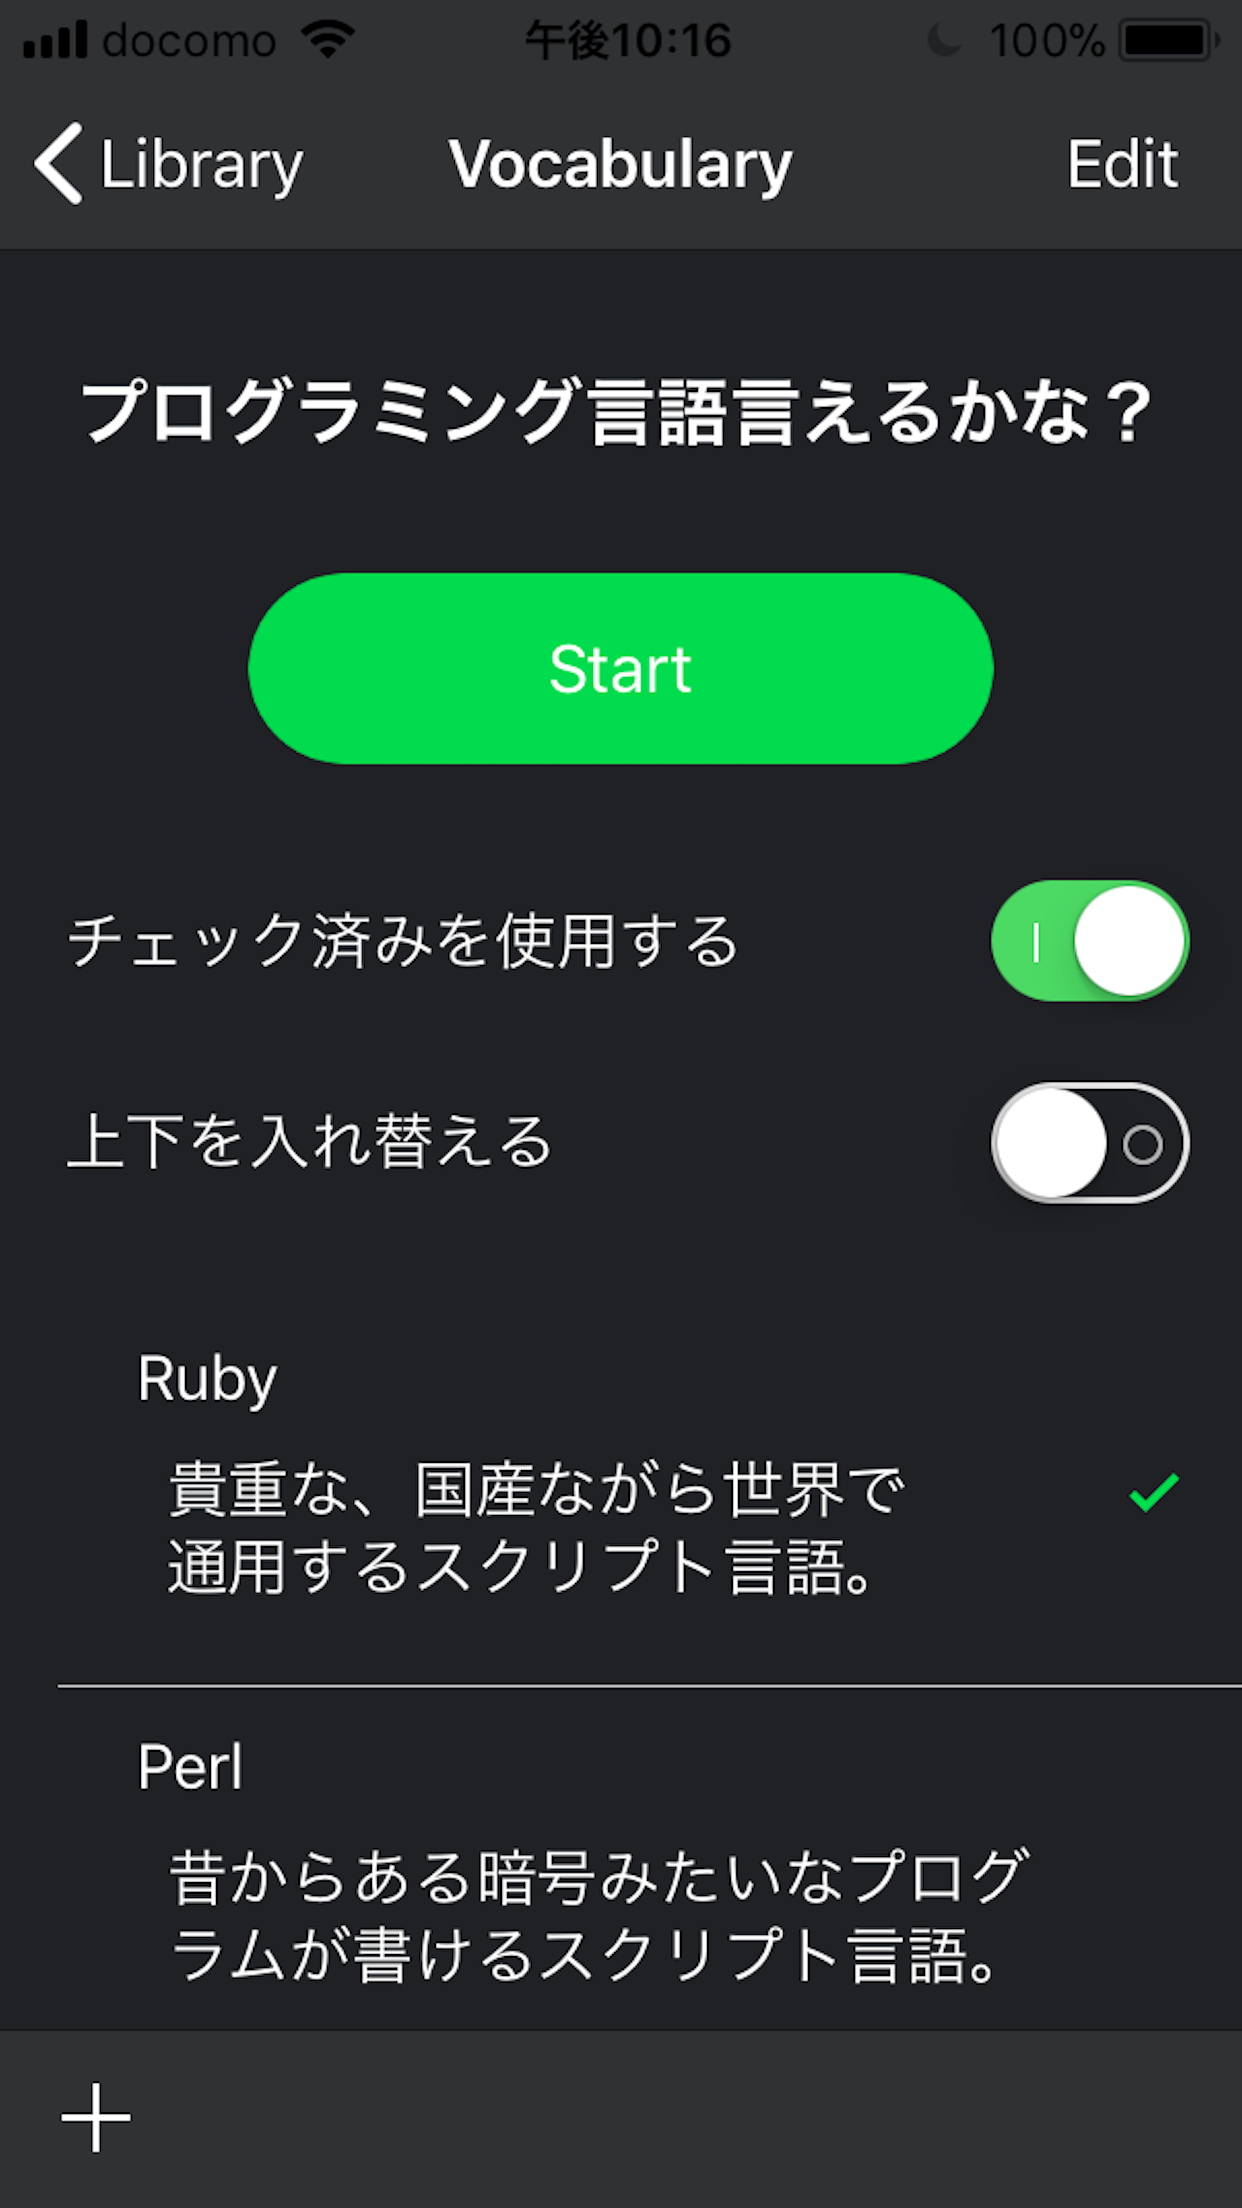 docomo 午後10:16 100%
Library Vocabulary Edit
プログラミング言語言えるかな？
Start
チェック済みを使用する
上下を入れ替える
Ruby
貴重な、国産ながら世界で
通用するスクリプト言語。
Perl
昔からある暗号みたいなプログ
ラムが書けるスクリプト言語。